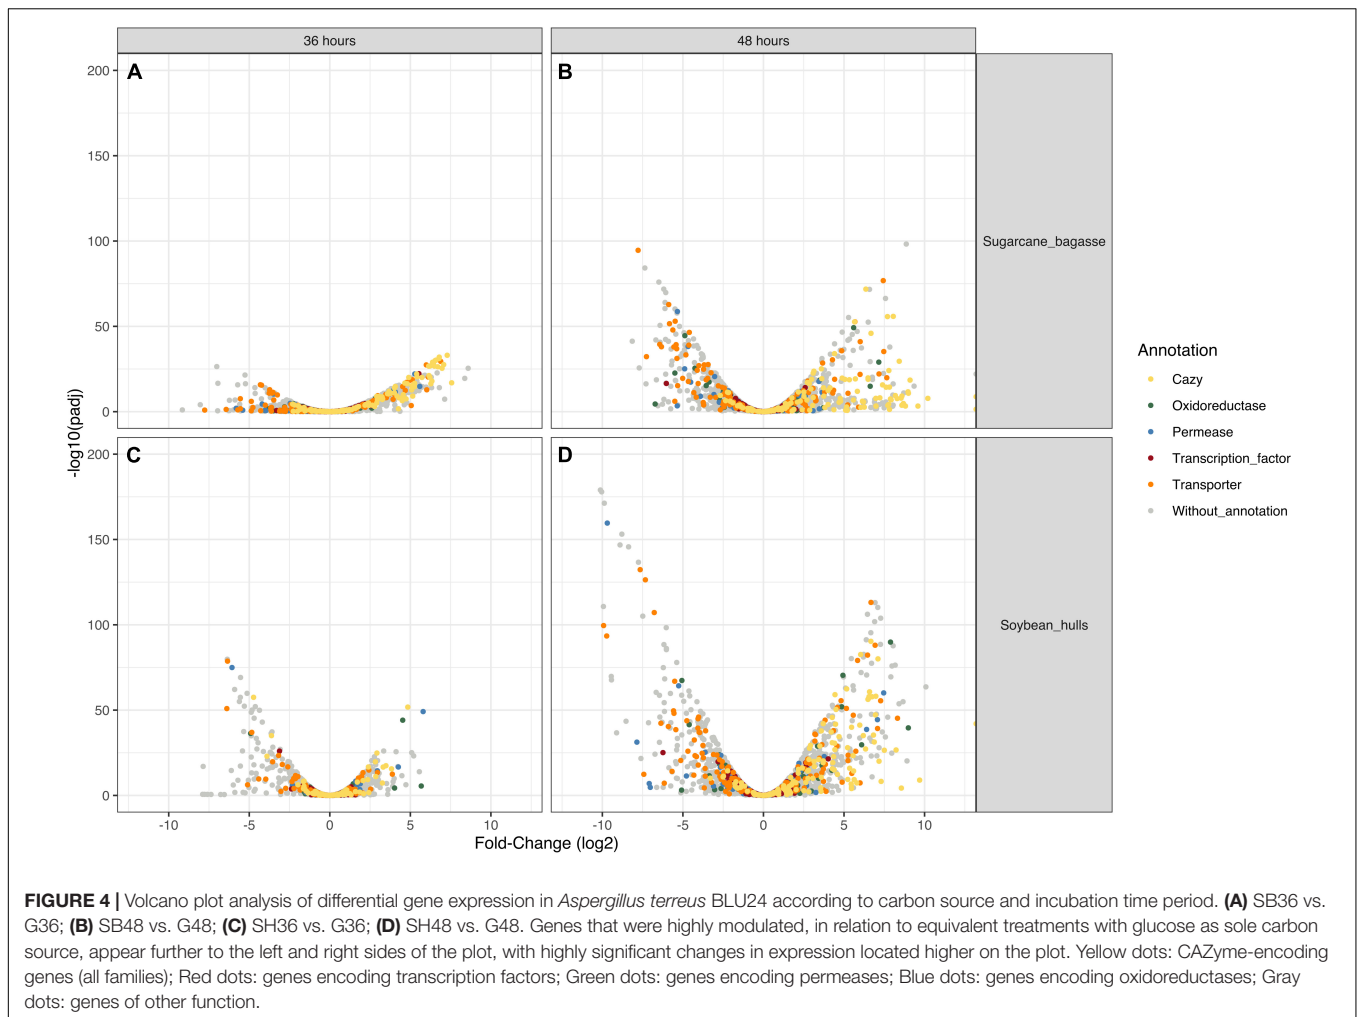 36 hours
48 hours
A
B
200
150
100
50
0
Sugarcane_bagasse
-log10(padj)
C
D
200
150
100
50
0
Soybean_hulls
-10 -5 0 5 10
-10 -5 0 5 10
Fold-Change (log2)
Annotation
Cazy
Oxidoreductase
Permease
Transcription_factor
Transporter
Without_annotation
FIGURE 4 | Volcano plot analysis of differential gene expression in Aspergillus terreus BLU24 according to carbon source and incubation time period. (A) SB36 vs.
G36; (B) SB48 vs. G48; (C) SH36 vs. G36; (D) SH48 vs. G48. Genes that were highly modulated, in relation to equivalent treatments with glucose as sole carbon
source, appear further to the left and right sides of the plot, with highly significant changes in expression located higher on the plot. Yellow dots: CAZyme-encoding
genes (all families); Red dots: genes encoding transcription factors; Green dots: genes encoding permeases; Blue dots: genes encoding oxidoreductases; Gray
dots: genes of other function.